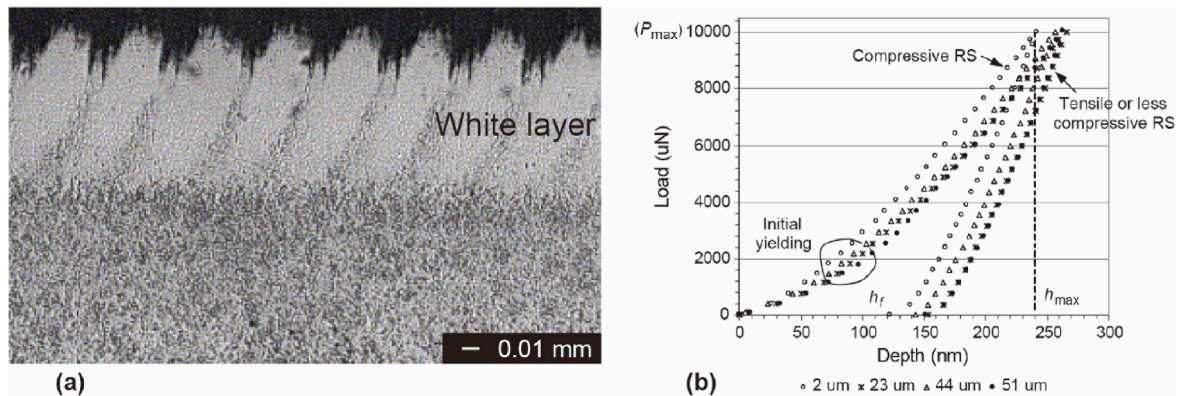 White layer
0.01 mm
(a)
(Pmax) 10000
8000
6000
4000
2000
0
Load (uN)
Compressive RS
Tensile or less
compressive RS
Initial
yielding
hf
hmax
0 50 100 150 200 250 300
Depth (nm)
(b)
○ 2 um × 23 um △ 44 um ● 51 um